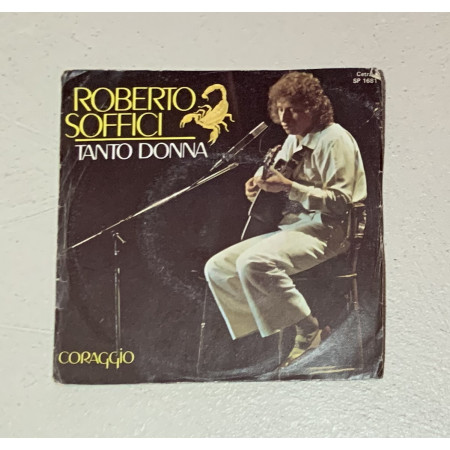 Cetra
SP 1681
ROBERTO
SOFFICI
TANTO DONNA
CORAGGiO